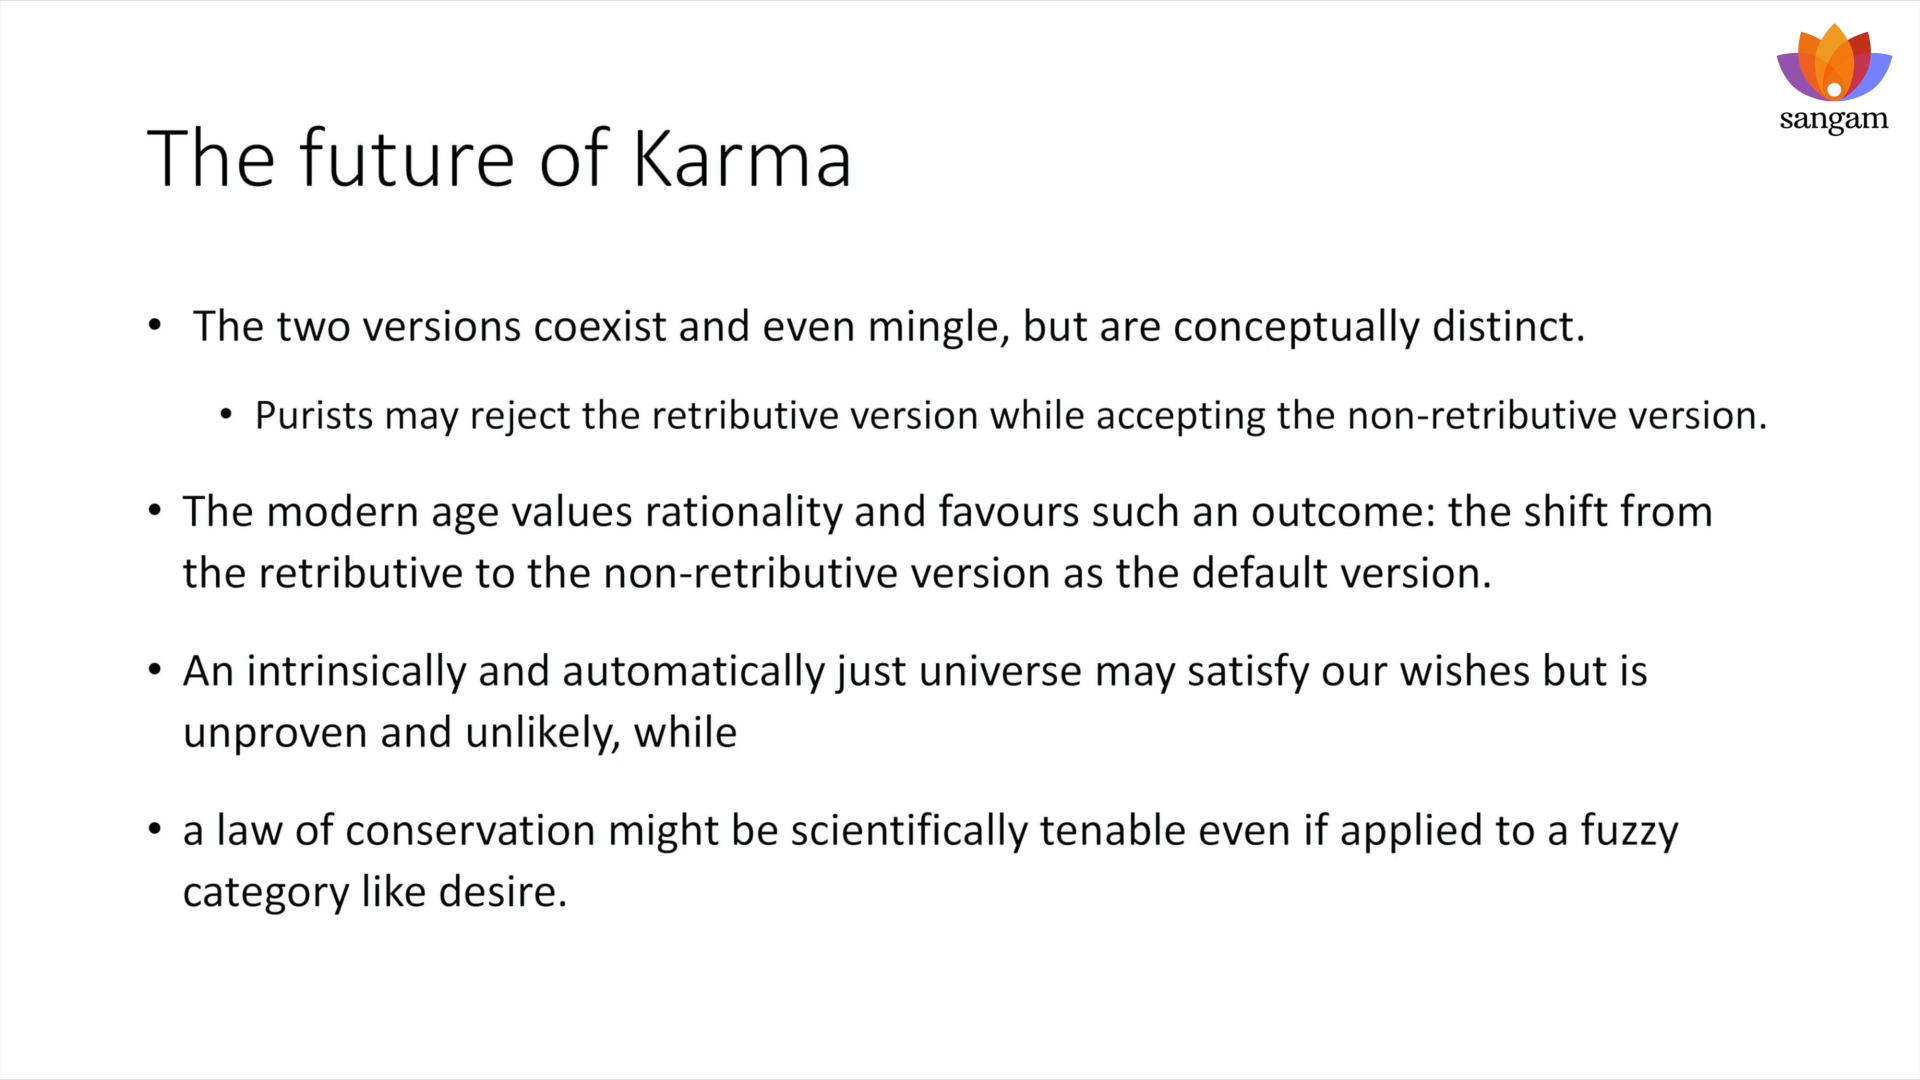 sangam
The future of Karma
• The two versions coexist and even mingle, but are conceptually distinct.
• Purists may reject the retributive version while accepting the non-retributive version.
• The modern age values rationality and favours such an outcome: the shift from
the retributive to the non-retributive version as the default version.
• An intrinsically and automatically just universe may satisfy our wishes but is
unproven and unlikely, while
• a law of conservation might be scientifically tenable even if applied to a fuzzy
category like desire.